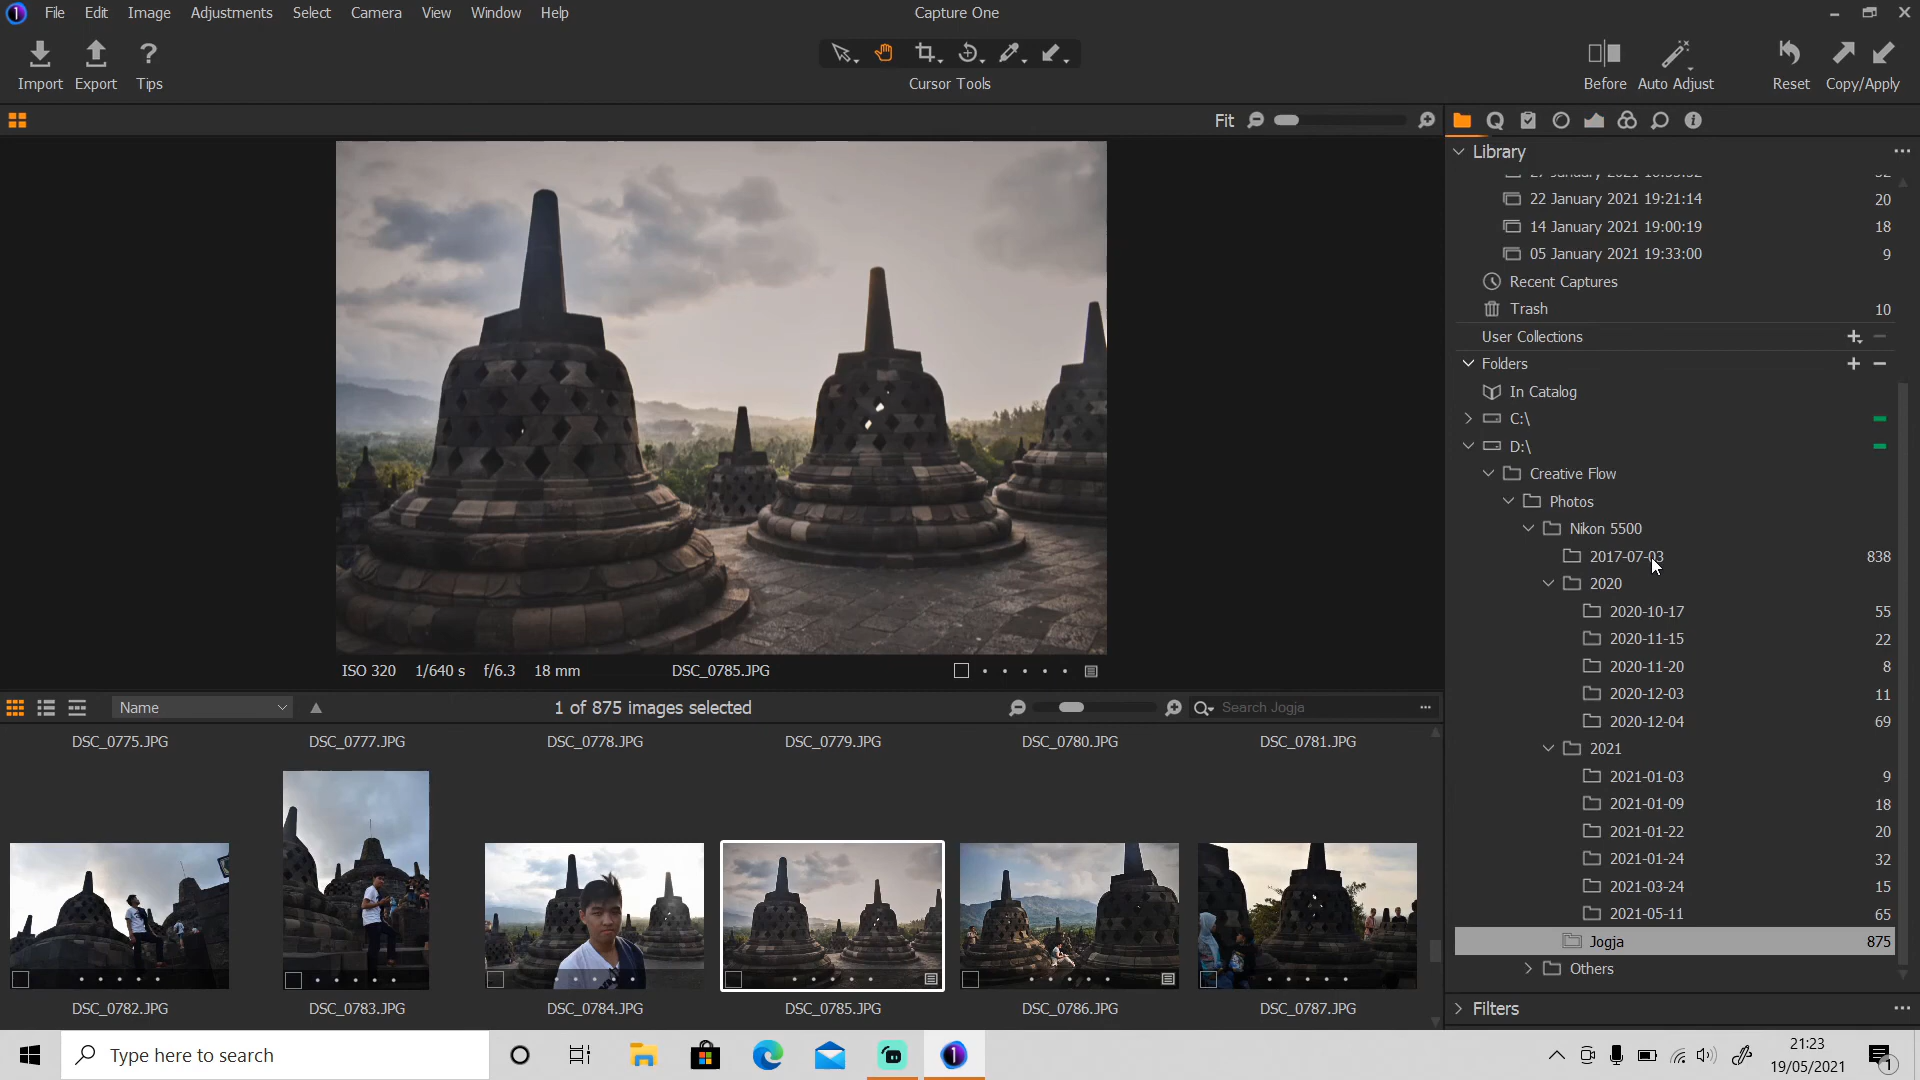 File Edit Image Adjustments Select Camera View Window Help
Capture One
Import Export Tips
Cursor Tools
Before Auto Adjust Reset Copy/Apply
Fit
Library
22 January 2021 19:21:14 20
14 January 2021 19:00:19 18
05 January 2021 19:33:00 9
Recent Captures
Trash 10
User Collections
Folders
In Catalog
C:\
D:\
Creative Flow
Photos
Nikon 5500
2017-07-03 838
2020
2020-10-17 55
2020-11-15 22
2020-11-20 8
2020-12-03 11
2020-12-04 69
2021
2021-01-03 9
2021-01-09 18
2021-01-22 20
2021-01-24 32
2021-03-24 15
2021-05-11 65
Jogja 875
Others
Filters
ISO 320 1/640 s f/6.3 18 mm DSC_0785.JPG
Name 1 of 875 images selected Search Jogja
DSC_0775.JPG DSC_0777.JPG DSC_0778.JPG DSC_0779.JPG DSC_0780.JPG DSC_0781.JPG
DSC_0782.JPG DSC_0783.JPG DSC_0784.JPG DSC_0785.JPG DSC_0786.JPG DSC_0787.JPG
Type here to search
21:23
19/05/2021
1